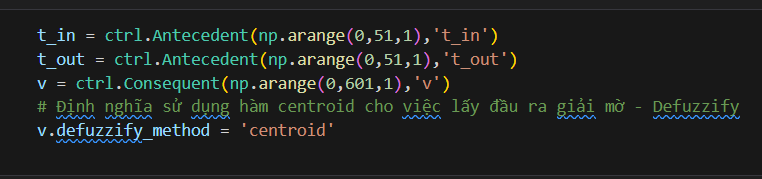 t_in = ctrl.Antecedent(np.arange(0,51,1),'t_in')
t_out = ctrl.Antecedent(np.arange(0,51,1),'t_out')
v = ctrl.Consequent(np.arange(0,601,1),'v')
# Định nghĩa sử dụng hàm centroid cho việc lấy đầu ra giải mờ - Defuzzify
v.defuzzify_method = 'centroid'